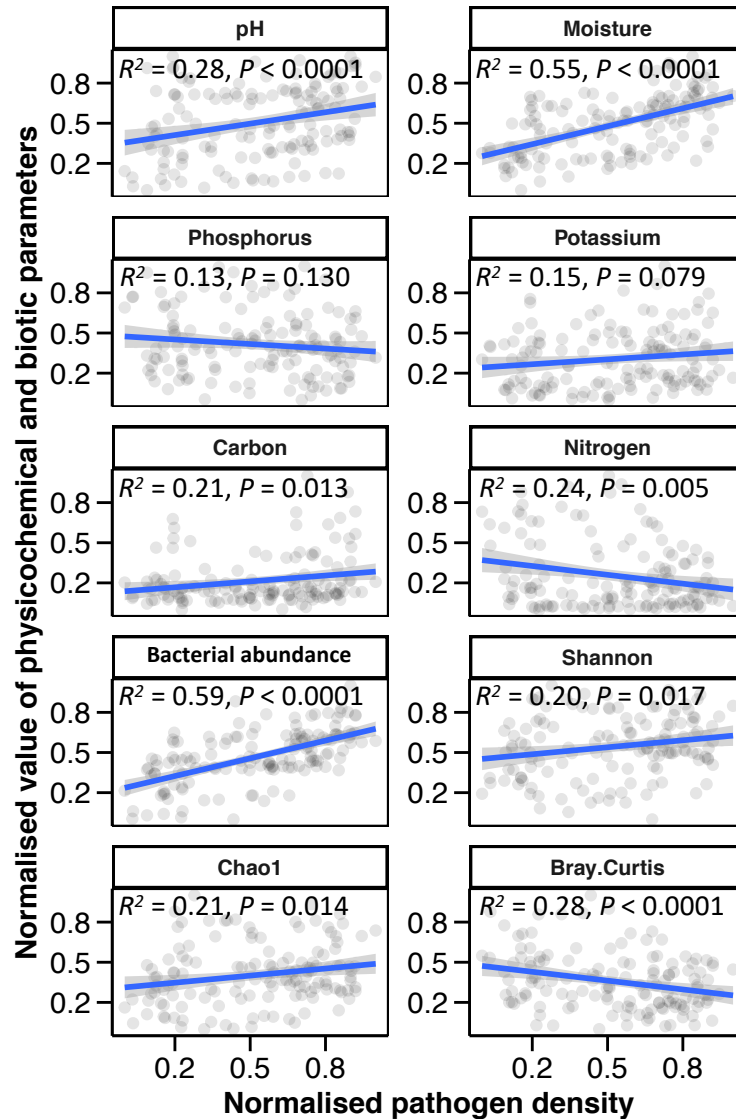 Normalised value of physicochemical and biotic parameters
pH
R² = 0.28, P < 0.0001
0.8
0.5
0.2
Moisture
R² = 0.55, P < 0.0001
0.8
0.5
0.2
Phosphorus
R² = 0.13, P = 0.130
0.8
0.5
0.2
Potassium
R² = 0.15, P = 0.079
0.8
0.5
0.2
Carbon
R² = 0.21, P = 0.013
0.8
0.5
0.2
Nitrogen
R² = 0.24, P = 0.005
0.8
0.5
0.2
Bacterial abundance
R² = 0.59, P < 0.0001
0.8
0.5
0.2
Shannon
R² = 0.20, P = 0.017
0.8
0.5
0.2
Chao1
R² = 0.21, P = 0.014
0.8
0.5
0.2
Bray.Curtis
R² = 0.28, P < 0.0001
0.8
0.5
0.2
0.2 0.5 0.8 0.2 0.5 0.8
Normalised pathogen density